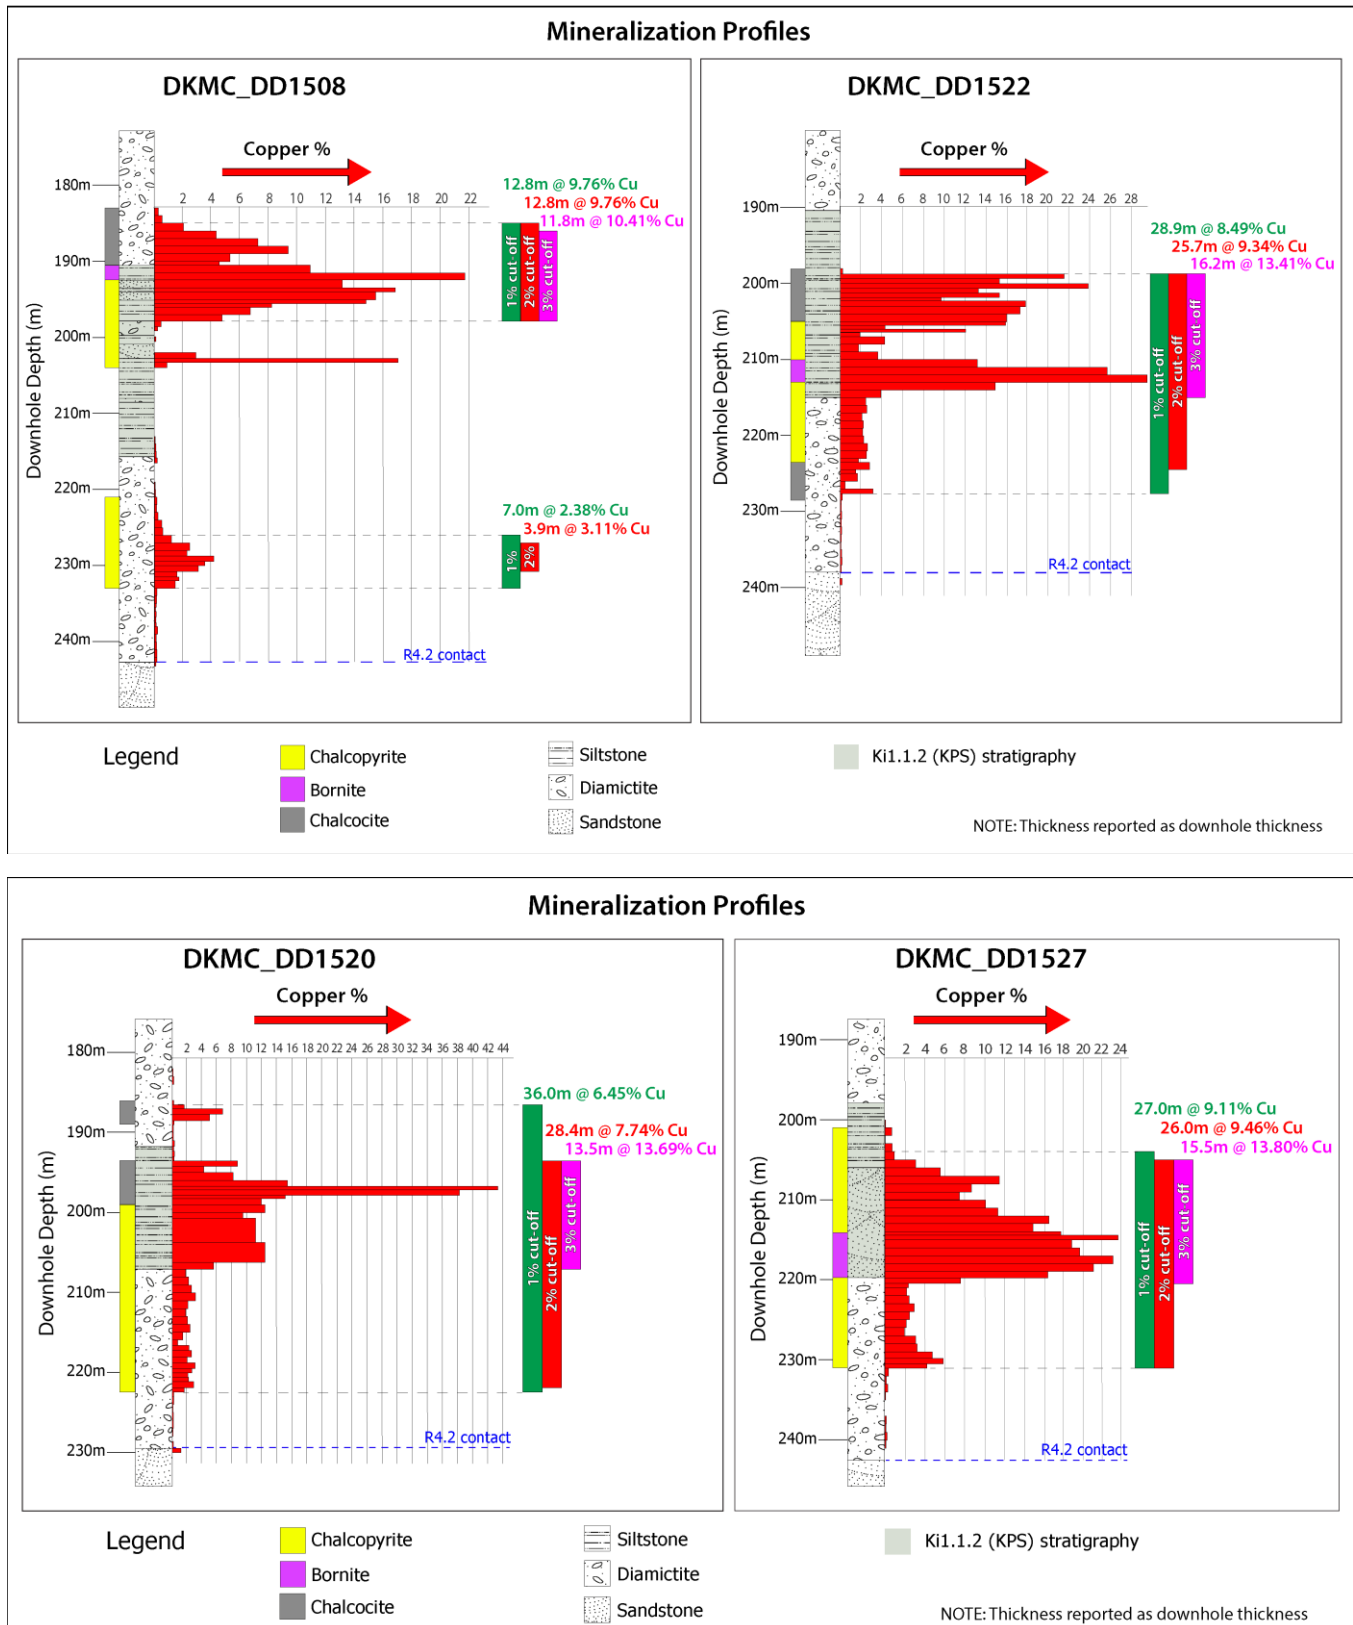 Mineralization Profiles
DKMC_DD1508
Copper %
2 4 6 8 10 12 14 16 18 20 22
Downhole Depth (m)
180m
190m
200m
210m
220m
230m
240m
12.8m @ 9.76% Cu
12.8m @ 9.76% Cu
11.8m @ 10.41% Cu
1% cut-off
2% cut-off
3% cut-off
7.0m @ 2.38% Cu
3.9m @ 3.11% Cu
1%
2%
R4.2 contact
DKMC_DD1522
Copper %
2 4 6 8 10 12 14 16 18 20 22 24 26 28
Downhole Depth (m)
190m
200m
210m
220m
230m
240m
28.9m @ 8.49% Cu
25.7m @ 9.34% Cu
16.2m @ 13.41% Cu
1% cut-off
2% cut-off
3% cut-off
R4.2 contact
Legend
Chalcopyrite
Bornite
Chalcocite
Siltstone
Diamictite
Sandstone
Ki1.1.2 (KPS) stratigraphy
NOTE: Thickness reported as downhole thickness
Mineralization Profiles
DKMC_DD1520
Copper %
2 4 6 8 10 12 14 16 18 20 22 24 26 28 30 32 34 36 38 42 44
Downhole Depth (m)
180m
190m
200m
210m
220m
230m
36.0m @ 6.45% Cu
28.4m @ 7.74% Cu
13.5m @ 13.69% Cu
1% cut-off
2% cut-off
3% cut-off
R4.2 contact
DKMC_DD1527
Copper %
2 4 6 8 10 12 14 16 18 20 22 24
Downhole Depth (m)
190m
200m
210m
220m
230m
240m
27.0m @ 9.11% Cu
26.0m @ 9.46% Cu
15.5m @ 13.80% Cu
1% cut-off
2% cut-off
3% cut-off
R4.2 contact
Legend
Chalcopyrite
Bornite
Chalcocite
Siltstone
Diamictite
Sandstone
Ki1.1.2 (KPS) stratigraphy
NOTE: Thickness reported as downhole thickness